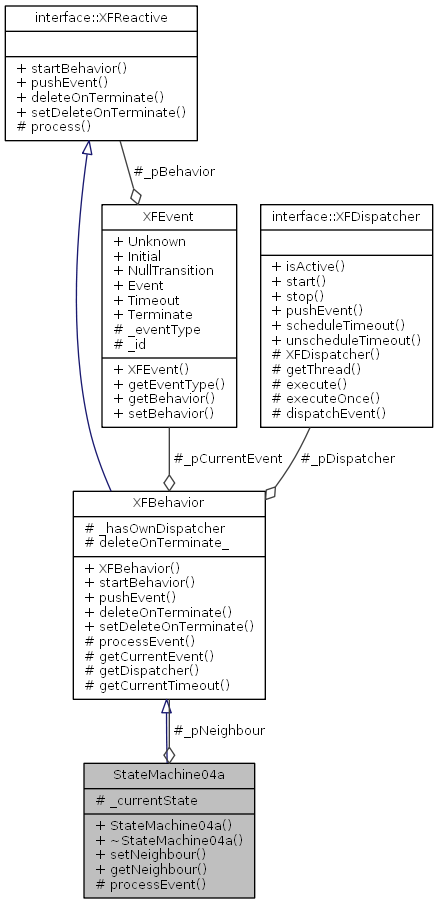 interface::XFReactive
+ startBehavior()
+ pushEvent()
+ deleteOnTerminate()
+ setDeleteOnTerminate()
# process()
#_pBehavior
XFEvent
+ Unknown
+ Initial
+ NullTransition
+ Event
+ Timeout
+ Terminate
# _eventType
# _id
+ XFEvent()
+ getEventType()
+ getBehavior()
+ setBehavior()
interface::XFDispatcher
+ isActive()
+ start()
+ stop()
+ pushEvent()
+ scheduleTimeout()
+ unscheduleTimeout()
# XFDispatcher()
# getThread()
# execute()
# executeOnce()
# dispatchEvent()
#_pCurrentEvent
#_pDispatcher
XFBehavior
# _hasOwnDispatcher
# deleteOnTerminate_
+ XFBehavior()
+ startBehavior()
+ pushEvent()
+ deleteOnTerminate()
+ setDeleteOnTerminate()
# processEvent()
# getCurrentEvent()
# getDispatcher()
# getCurrentTimeout()
#_pNeighbour
StateMachine04a
# _currentState
+ StateMachine04a()
+ ~StateMachine04a()
+ setNeighbour()
+ getNeighbour()
# processEvent()